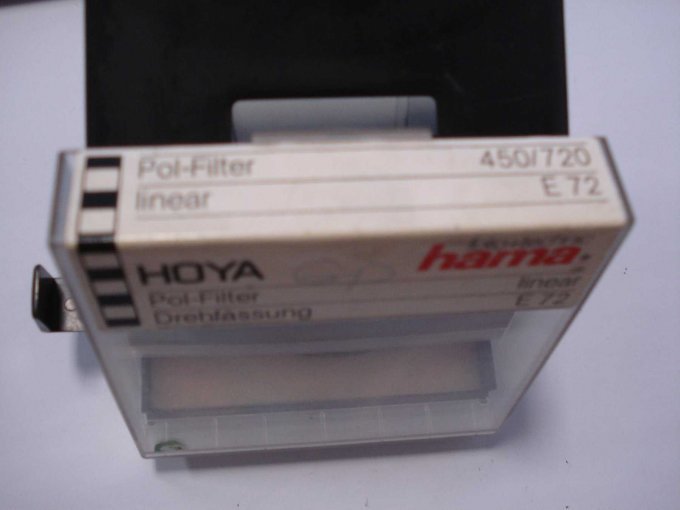 Pol-Filter 450/720
linear E 72
HOYA hama®
Pol-Filter linear
Drehfassung E 72